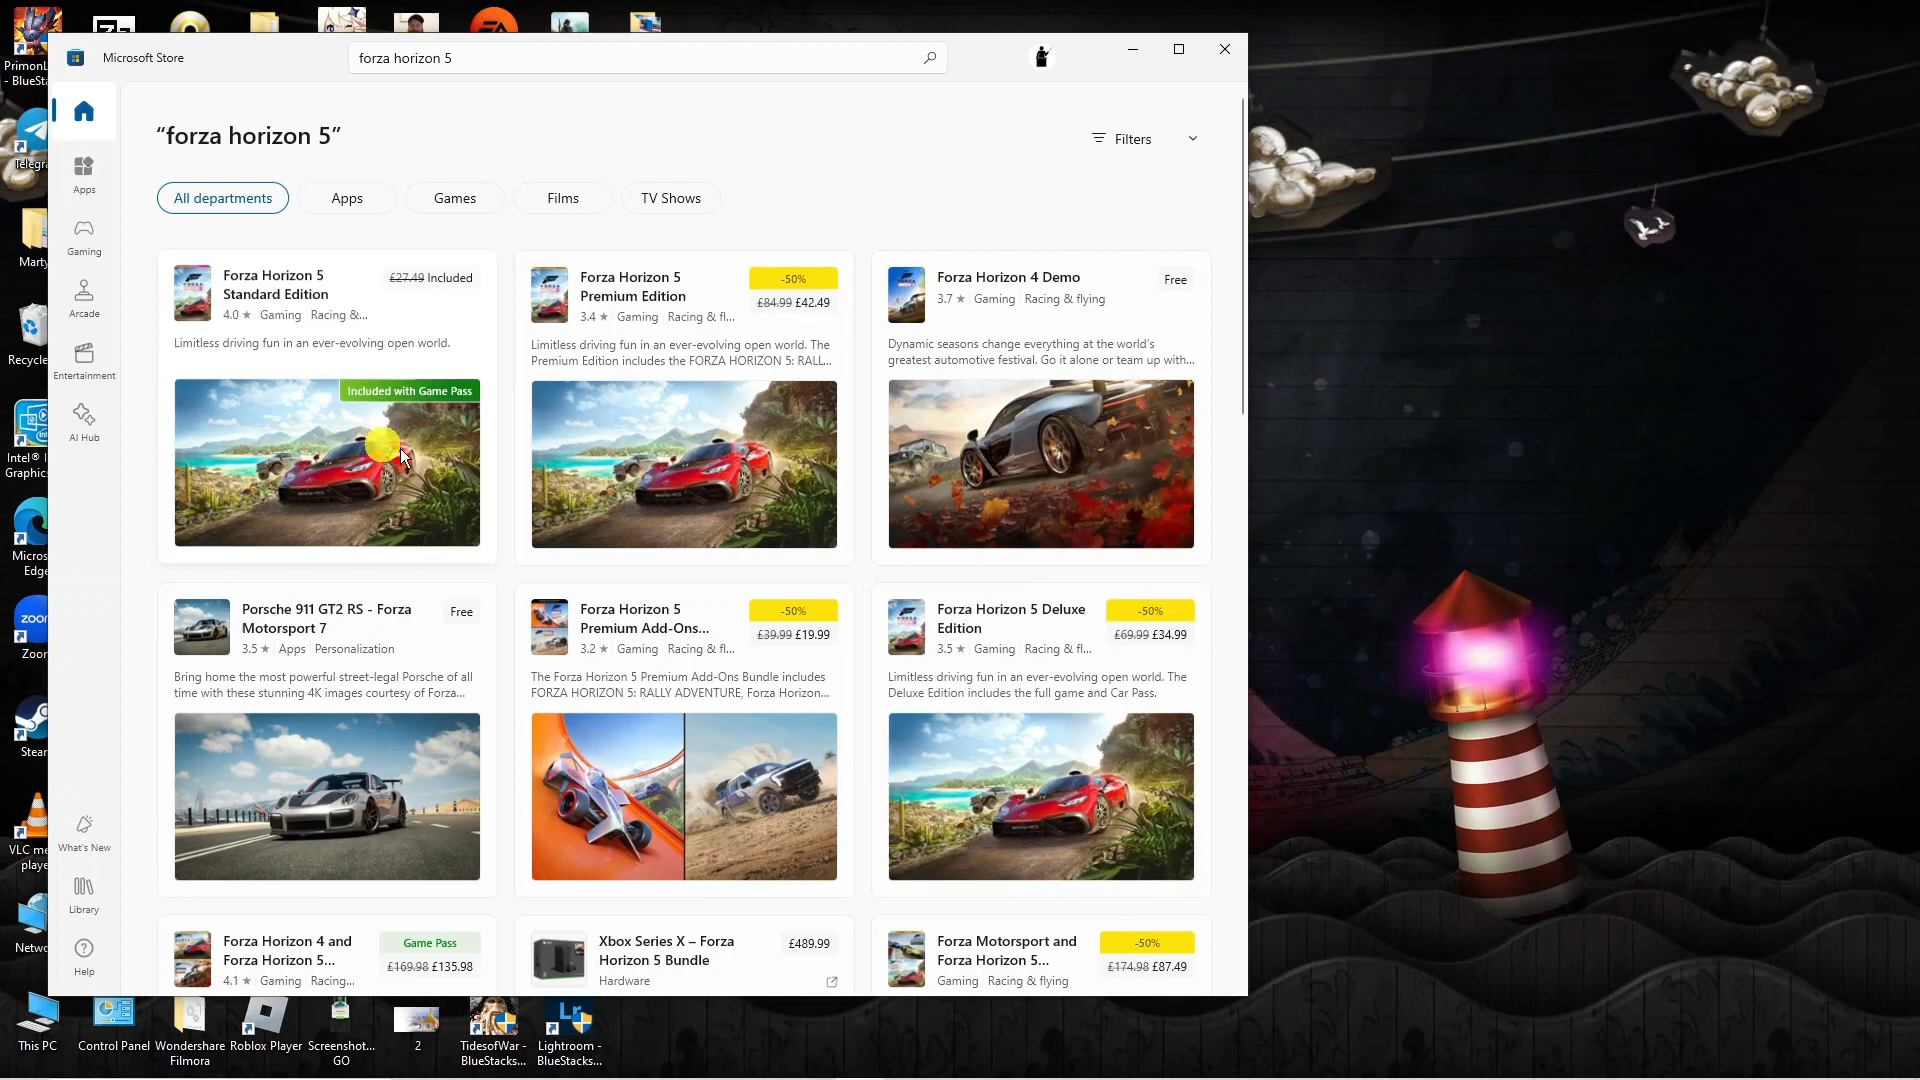 Microsoft Store
forza horizon 5
PrimonL
- BlueSta
Telegra
Marty
Recycle
Intel® I
Graphics
Micros
Edge
ZOOM
Zoom
Steam
VLC me
playe
Netwo
Apps
Gaming
Arcade
Entertainment
AI Hub
What's New
Library
Help
“forza horizon 5”
Filters
All departments
Apps
Games
Films
TV Shows
Forza Horizon 5
Standard Edition
£27.49 Included
4.0 ★ Gaming Racing &...
Limitless driving fun in an ever-evolving open world.
Included with Game Pass
Forza Horizon 5
Premium Edition
-50%
£84.99 £42.49
3.4 ★ Gaming Racing & fl...
Limitless driving fun in an ever-evolving open world. The
Premium Edition includes the FORZA HORIZON 5: RALL...
Forza Horizon 4 Demo
Free
3.7 ★ Gaming Racing & flying
Dynamic seasons change everything at the world's
greatest automotive festival. Go it alone or team up with...
Porsche 911 GT2 RS - Forza
Motorsport 7
Free
3.5 ★ Apps Personalization
Bring home the most powerful street-legal Porsche of all
time with these stunning 4K images courtesy of Forza...
Forza Horizon 5
Premium Add-Ons...
-50%
£39.99 £19.99
3.2 ★ Gaming Racing & fl...
The Forza Horizon 5 Premium Add-Ons Bundle includes
FORZA HORIZON 5: RALLY ADVENTURE, Forza Horizon...
Forza Horizon 5 Deluxe
Edition
-50%
£69.99 £34.99
3.5 ★ Gaming Racing & fl...
Limitless driving fun in an ever-evolving open world. The
Deluxe Edition includes the full game and Car Pass.
Forza Horizon 4 and
Forza Horizon 5...
Game Pass
£169.98 £135.98
4.1 ★ Gaming Racing...
Xbox Series X – Forza
Horizon 5 Bundle
£489.99
Hardware
Forza Motorsport and
Forza Horizon 5...
-50%
£174.98 £87.49
Gaming Racing & flying
This PC
Control Panel
Wondershare
Filmora
Roblox Player
Screenshot...
GO
2
TidesofWar -
BlueStacks...
Lr
Lightroom -
BlueStacks...